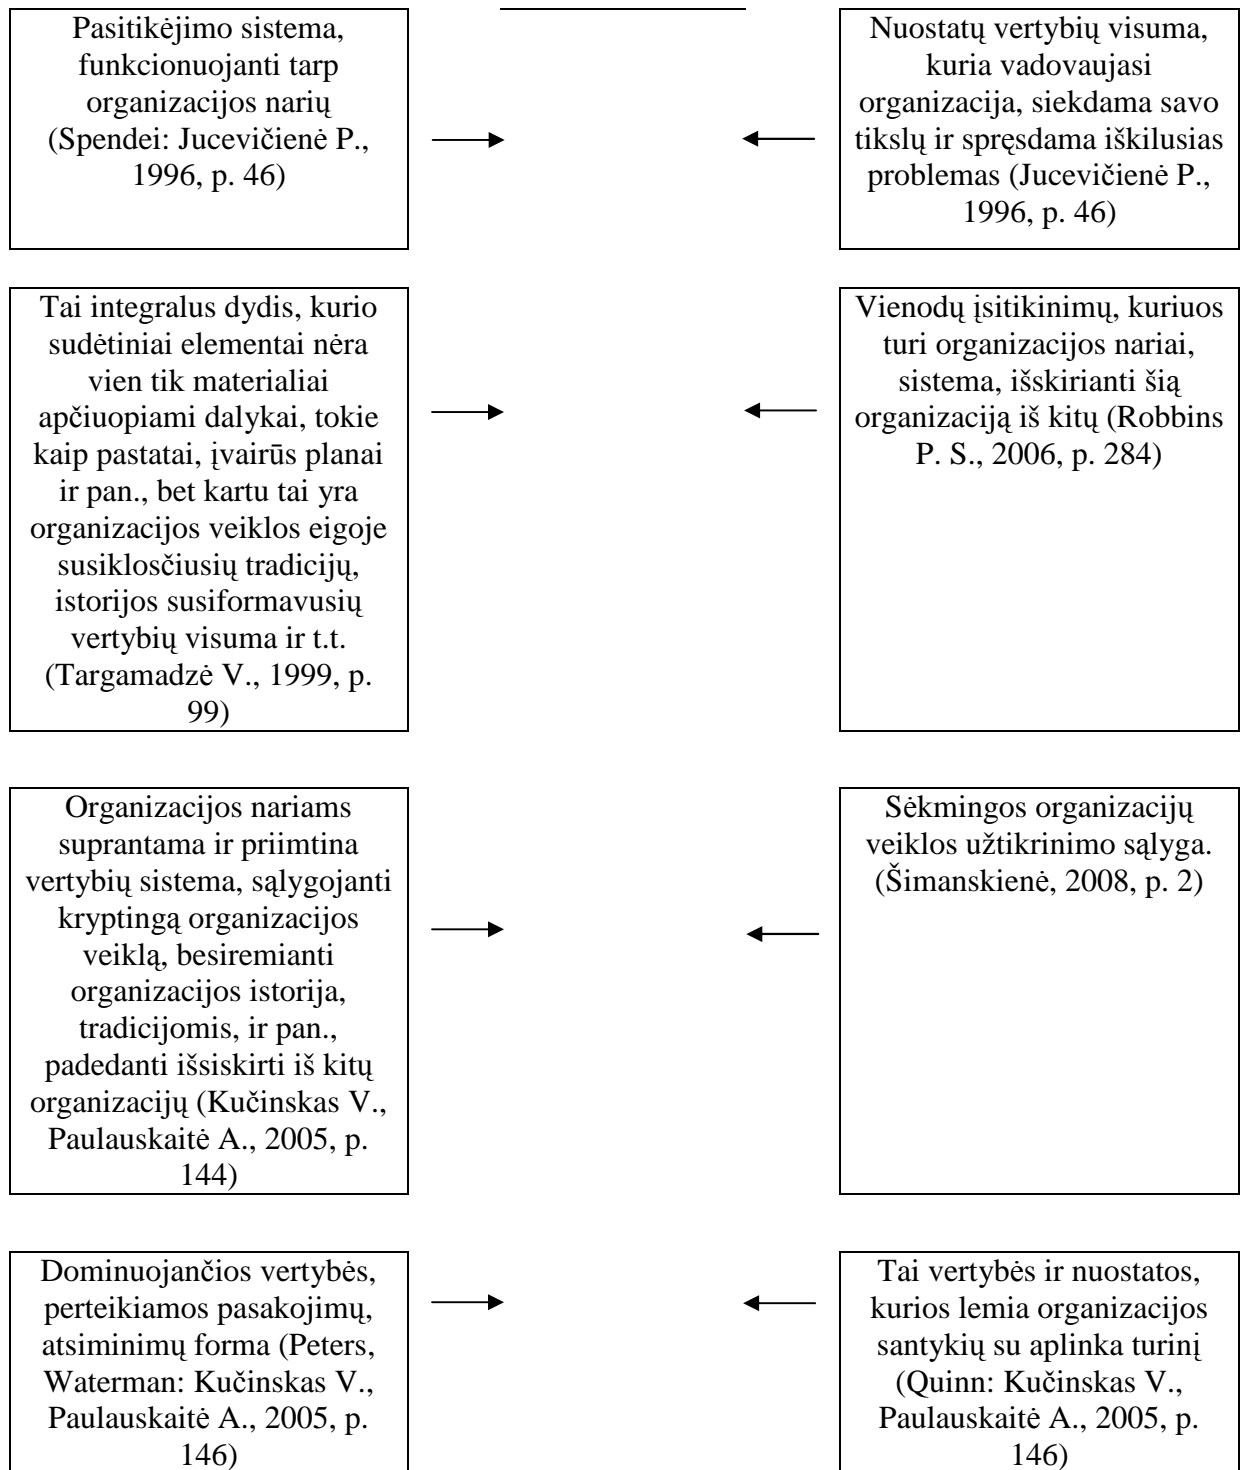 Pasitikėjimo sistema,
funkcionuojanti tarp
organizacijos narių
(Spendei: Jucevičienė P.,
1996, p. 46)
Nuostatų vertybių visuma,
kuria vadovaujasi
organizacija, siekdama savo
tikslų ir spręsdama iškilusias
problemas (Jucevičienė P.,
1996, p. 46)
Tai integralus dydis, kurio
sudėtiniai elementai nėra
vien tik materialiai
apčiuopiami dalykai, tokie
kaip pastatai, įvairūs planai
ir pan., bet kartu tai yra
organizacijos veiklos eigoje
susiklosčiusių tradicijų,
istorijos susiformavusių
vertybių visuma ir t.t.
(Targamadzė V., 1999, p.
99)
Vienodų įsitikinimų, kuriuos
turi organizacijos nariai,
sistema, išskirianti šią
organizaciją iš kitų (Robbins
P. S., 2006, p. 284)
Organizacijos nariams
suprantama ir priimtina
vertybių sistema, sąlygojanti
kryptingą organizacijos
veiklą, besiremianti
organizacijos istorija,
tradicijomis, ir pan.,
padedanti išsiskirti iš kitų
organizacijų (Kučinskas V.,
Paulauskaitė A., 2005, p.
144)
Sėkmingos organizacijų
veiklos užtikrinimo sąlyga.
(Šimanskienė, 2008, p. 2)
Dominuojančios vertybės,
perteikiamos pasakojimų,
atsiminimų forma (Peters,
Waterman: Kučinskas V.,
Paulauskaitė A., 2005, p.
146)
Tai vertybės ir nuostatos,
kurios lemia organizacijos
santykių su aplinka turinį
(Quinn: Kučinskas V.,
Paulauskaitė A., 2005, p.
146)